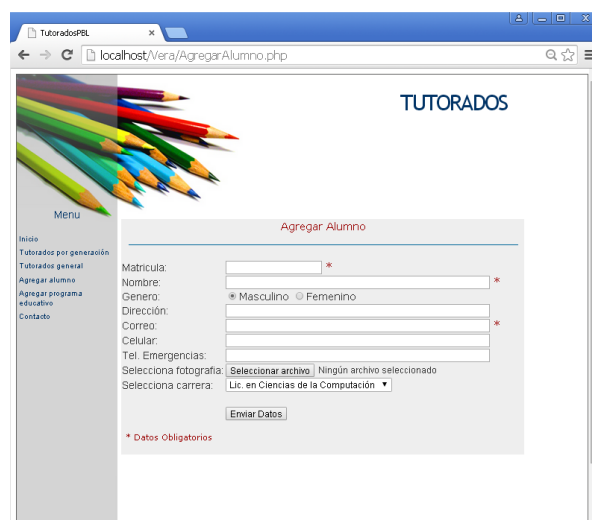 TutoradosPBL
localhost/Vera/AgregarAlumno.php
TUTORADOS
Menu
Inicio
Tutorados por generación
Tutorados general
Agregar alumno
Agregar programa
educativo
Contacto
Agregar Alumno
Matricula: *
Nombre: *
Genero: Masculino Femenino
Dirección:
Correo: *
Celular:
Tel. Emergencias:
Selecciona fotografia: Seleccionar archivo Ningún archivo seleccionado
Selecciona carrera: Lic. en Ciencias de la Computación
Enviar Datos
* Datos Obligatorios